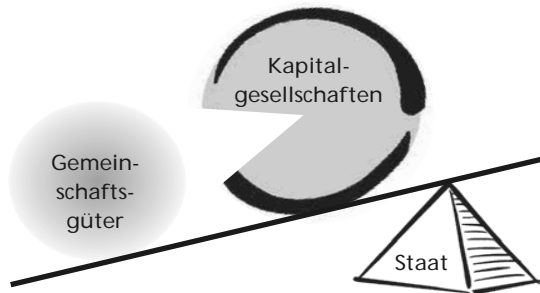 Kapital-
gesellschaften
Gemein-
schafts-
güter
Staat